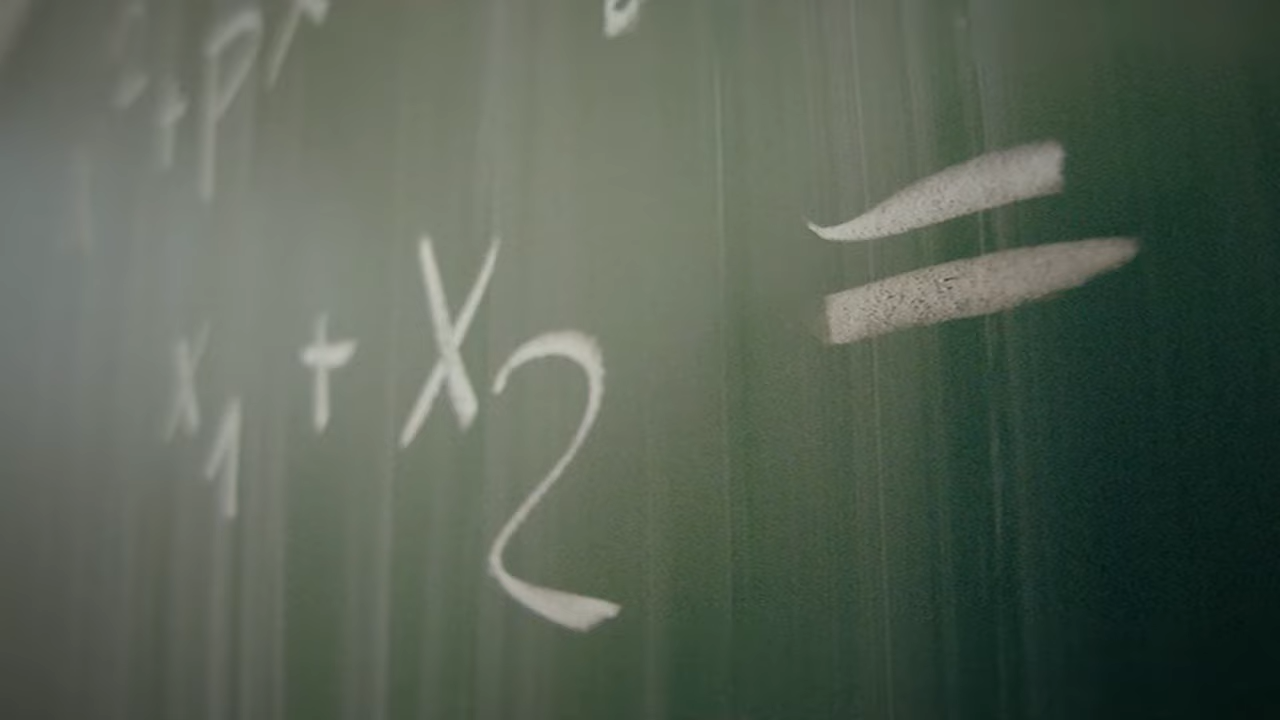 x₁ + x₂ =